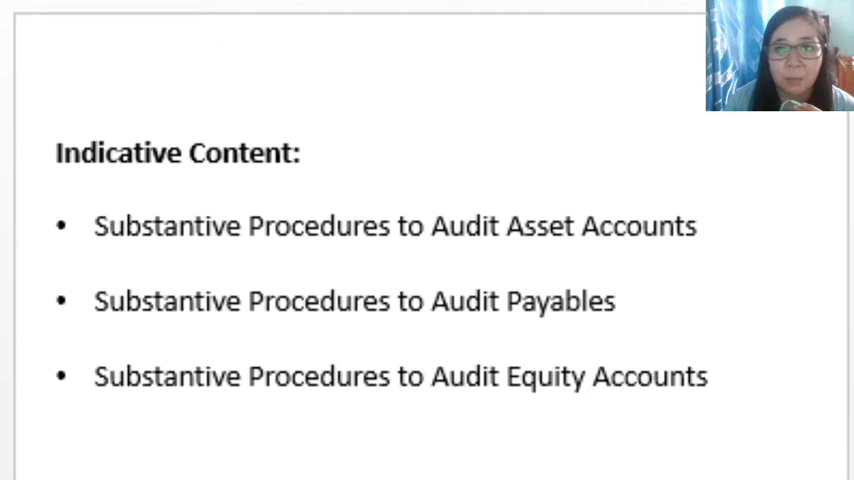 Indicative Content:
• Substantive Procedures to Audit Asset Accounts
• Substantive Procedures to Audit Payables
• Substantive Procedures to Audit Equity Accounts